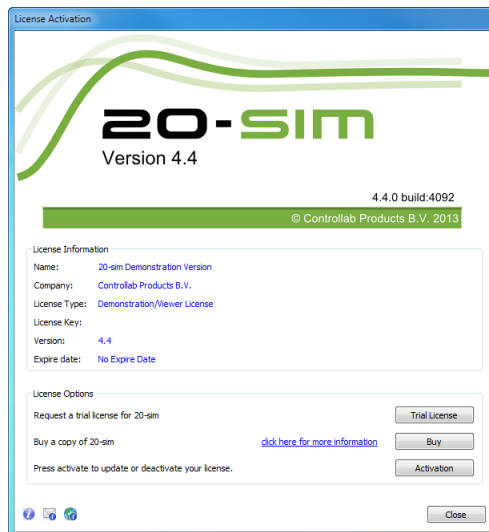 License Activation
20-sim
Version 4.4
4.4.0 build:4092
© Controllab Products B.V. 2013
License Information
Name: 20-sim Demonstration Version
Company: Controllab Products B.V.
License Type: Demonstration/Viewer License
License Key:
Version: 4.4
Expire date: No Expire Date
License Options
Request a trial license for 20-sim Trial License
Buy a copy of 20-sim click here for more information Buy
Press activate to update or deactivate your license. Activation
Close